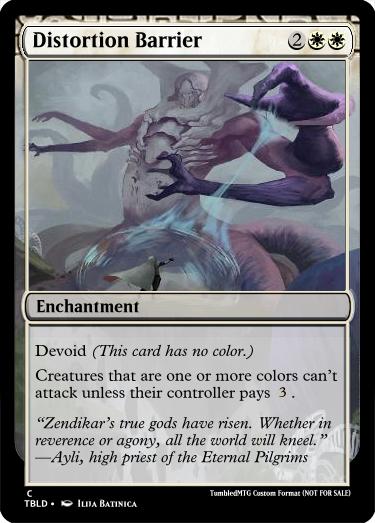 Distortion Barrier 2
Enchantment
Devoid (This card has no color.)
Creatures that are one or more colors can't
attack unless their controller pays 3 .
“Zendikar's true gods have risen. Whether in
reverence or agony, all the world will kneel.”
—Ayli, high priest of the Eternal Pilgrims
C
TBLD • Ilija Batinica
TumbledMTG Custom Format (NOT FOR SALE)